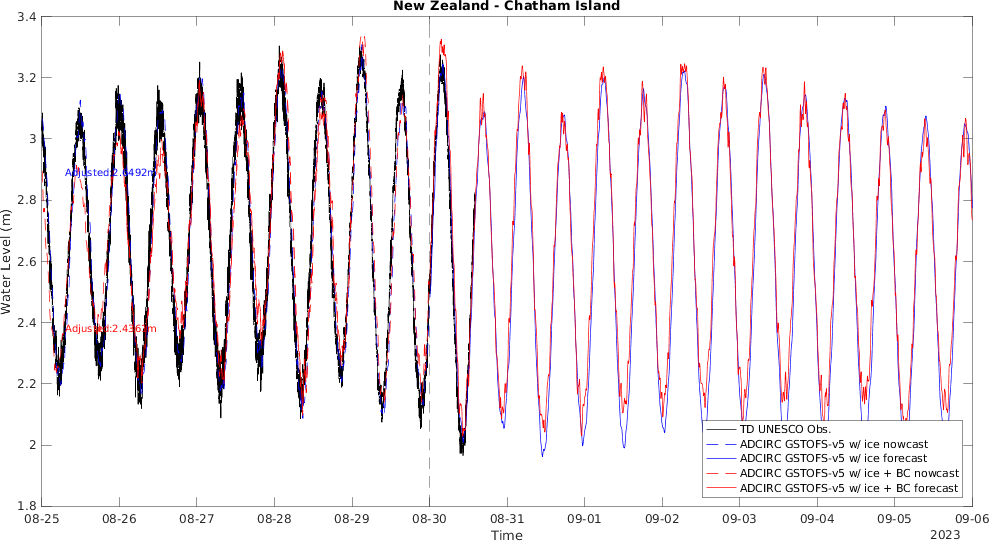 New Zealand - Chatham Island
3.4
3.2
3
2.8
2.6
2.4
2.2
2
1.8
Water Level (m)
Adjusted:2.6492m
Adjusted:2.4367m
TD UNESCO Obs.
ADCIRC GSTOFS-v5 w/ ice nowcast
ADCIRC GSTOFS-v5 w/ ice forecast
ADCIRC GSTOFS-v5 w/ ice + BC nowcast
ADCIRC GSTOFS-v5 w/ ice + BC forecast
08-25 08-26 08-27 08-28 08-29 08-30 08-31 09-01 09-02 09-03 09-04 09-05 09-06
Time
2023